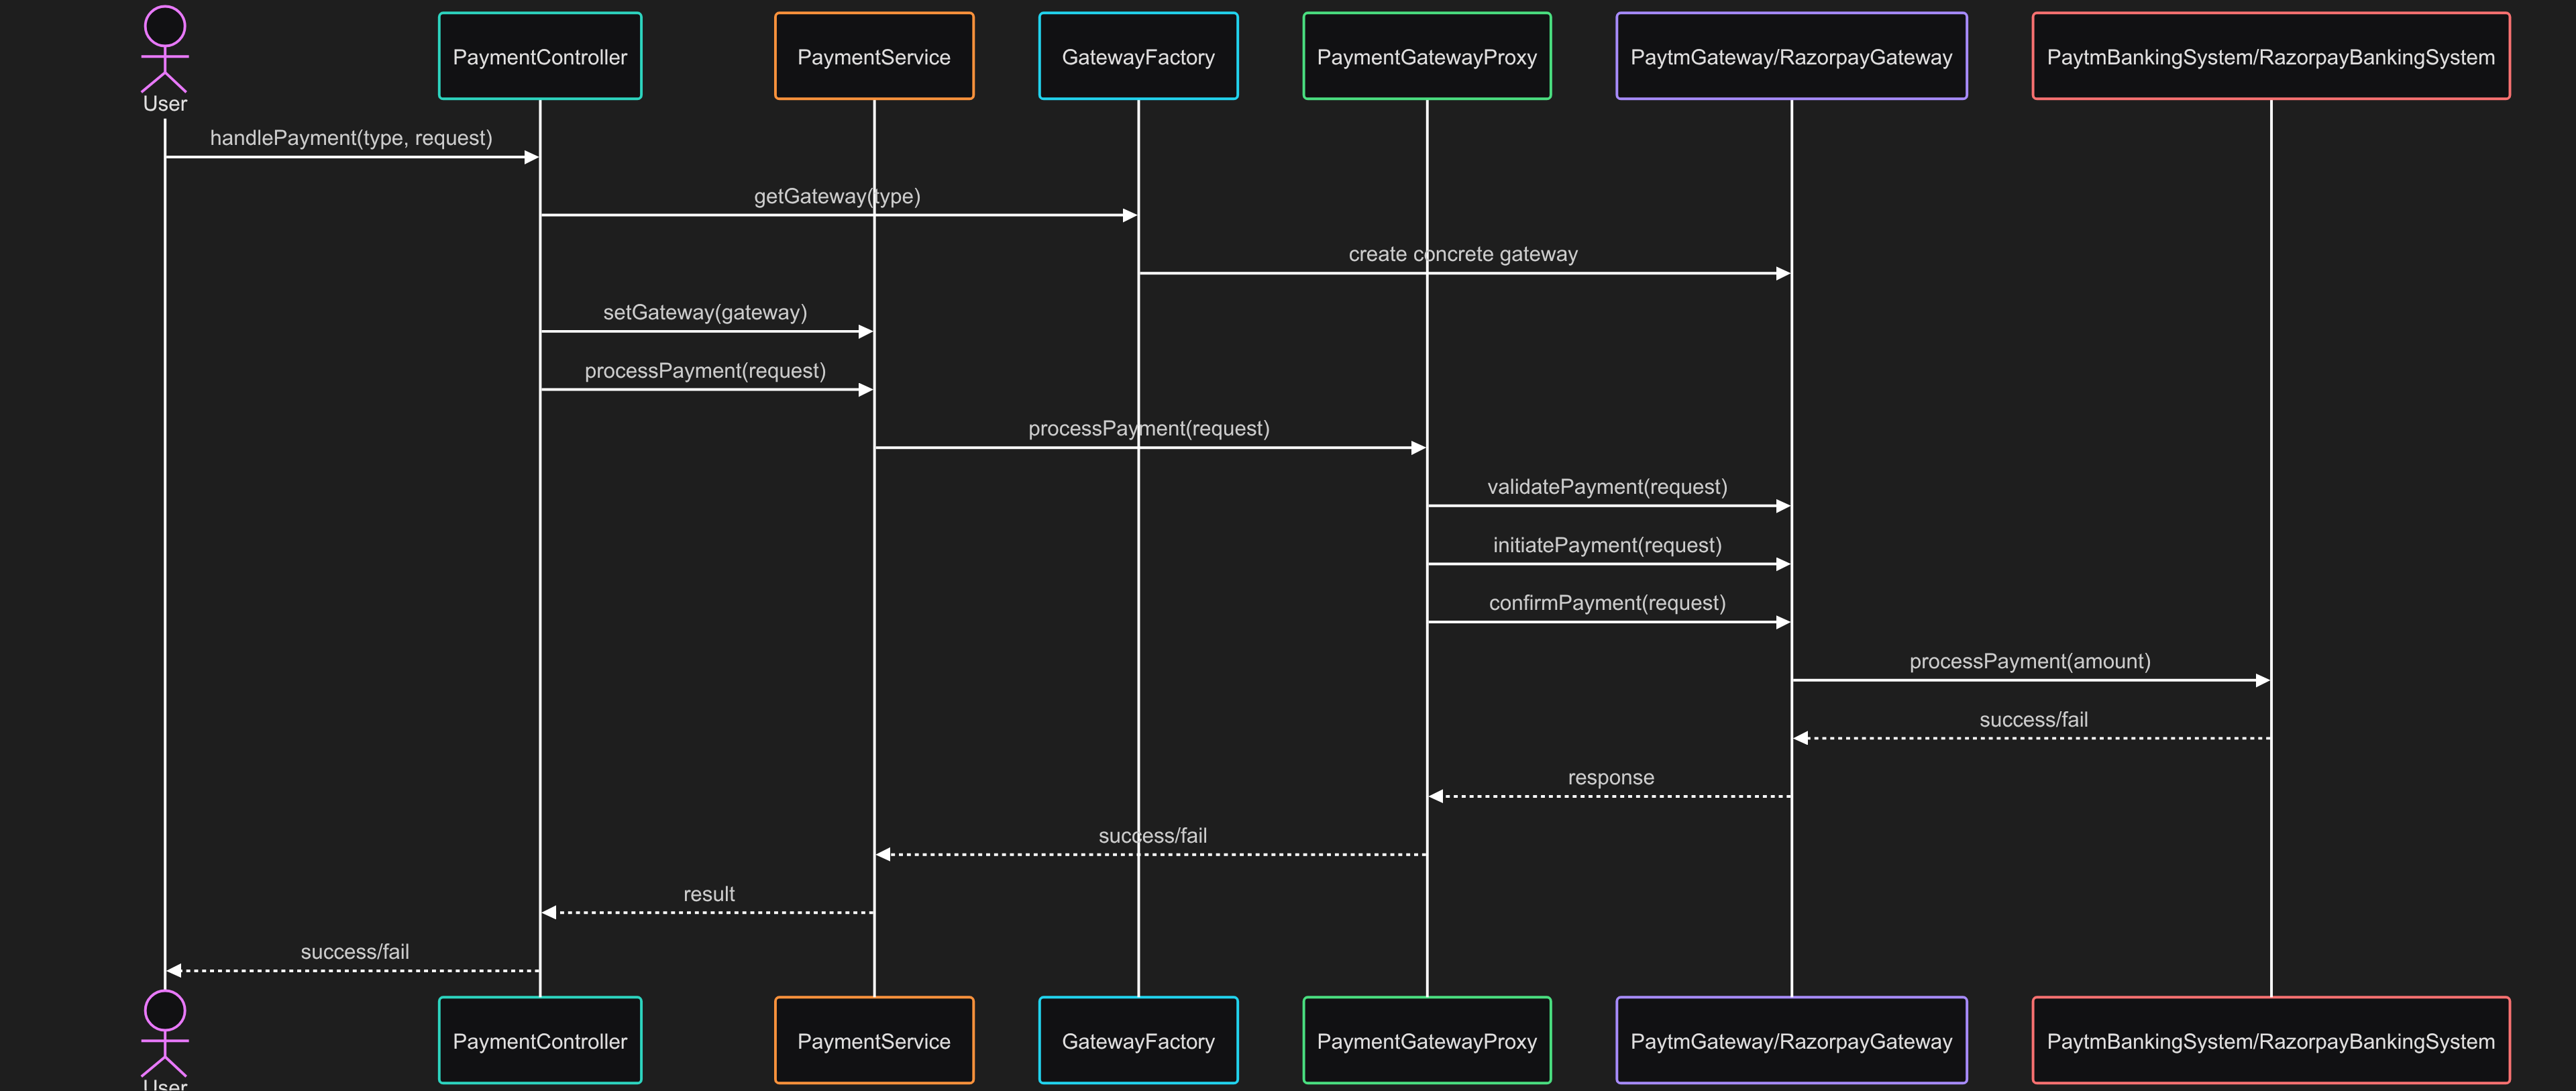 User
PaymentController
PaymentService
GatewayFactory
PaymentGatewayProxy
PaytmGateway/RazorpayGateway
PaytmBankingSystem/RazorpayBankingSystem
handlePayment(type, request)
getGateway(type)
create concrete gateway
setGateway(gateway)
processPayment(request)
processPayment(request)
validatePayment(request)
initiatePayment(request)
confirmPayment(request)
processPayment(amount)
success/fail
response
success/fail
result
success/fail
PaymentController
PaymentService
GatewayFactory
PaymentGatewayProxy
PaytmGateway/RazorpayGateway
PaytmBankingSystem/RazorpayBankingSystem
User